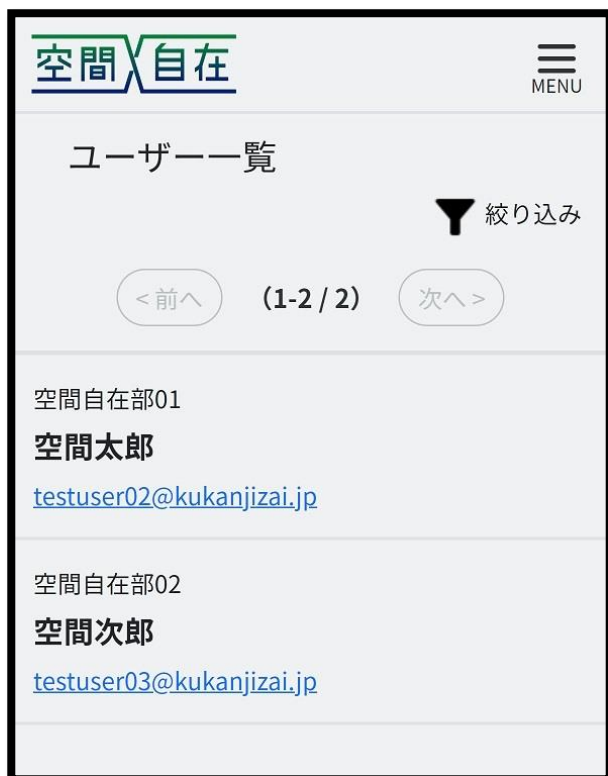 空間自在
MENU
ユーザー一覧
絞り込み
< 前へ (1-2 / 2) 次へ >
空間自在部01
空間太郎
testuser02@kukanjizai.jp
空間自在部02
空間次郎
testuser03@kukanjizai.jp